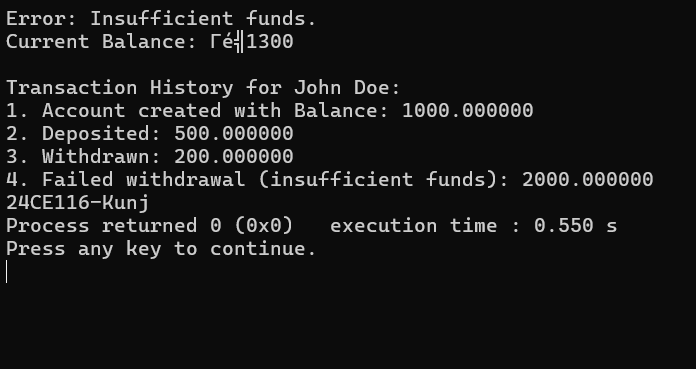 Error: Insufficient funds.
Current Balance: Γé╣1300
Transaction History for John Doe:
1. Account created with Balance: 1000.000000
2. Deposited: 500.000000
3. Withdrawn: 200.000000
4. Failed withdrawal (insufficient funds): 2000.000000
24CE116-Kunj
Process returned 0 (0x0)   execution time : 0.550 s
Press any key to continue.